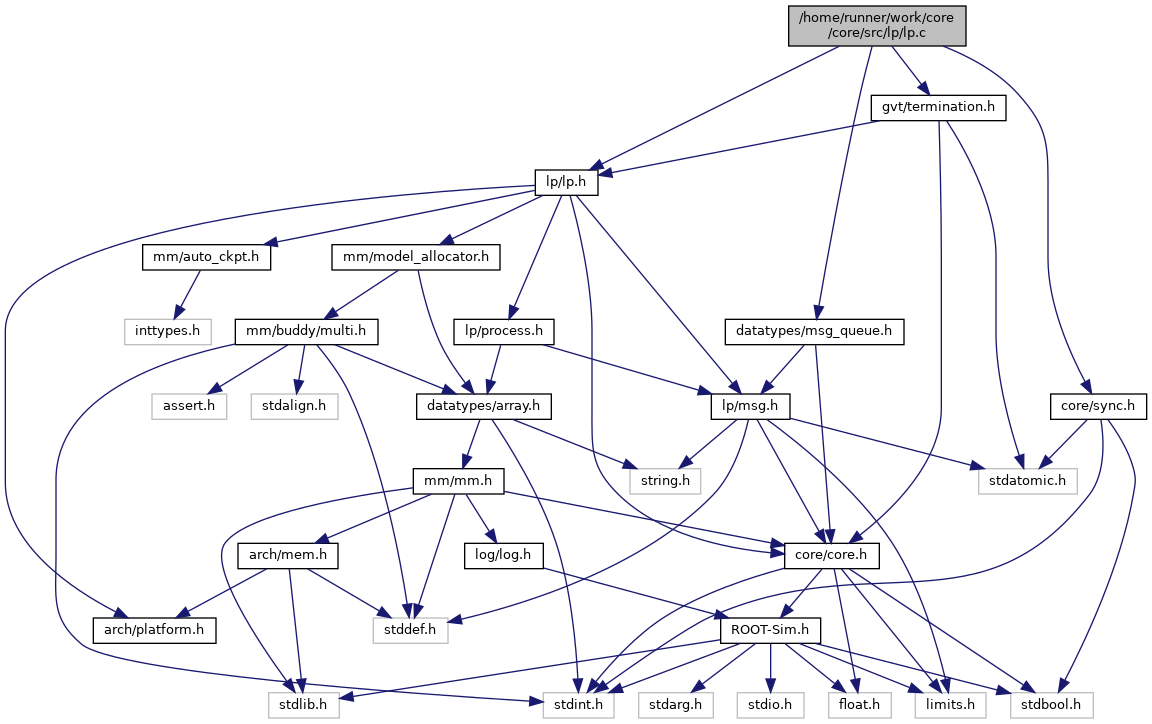 /home/runner/work/core
/core/src/lp/lp.c
gvt/termination.h
lp/lp.h
mm/auto_ckpt.h
mm/model_allocator.h
inttypes.h
mm/buddy/multi.h
lp/process.h
datatypes/msg_queue.h
assert.h
stdalign.h
datatypes/array.h
lp/msg.h
core/sync.h
mm/mm.h
string.h
stdatomic.h
arch/mem.h
log/log.h
core/core.h
arch/platform.h
stddef.h
ROOT-Sim.h
stdlib.h
stdint.h
stdarg.h
stdio.h
float.h
limits.h
stdbool.h